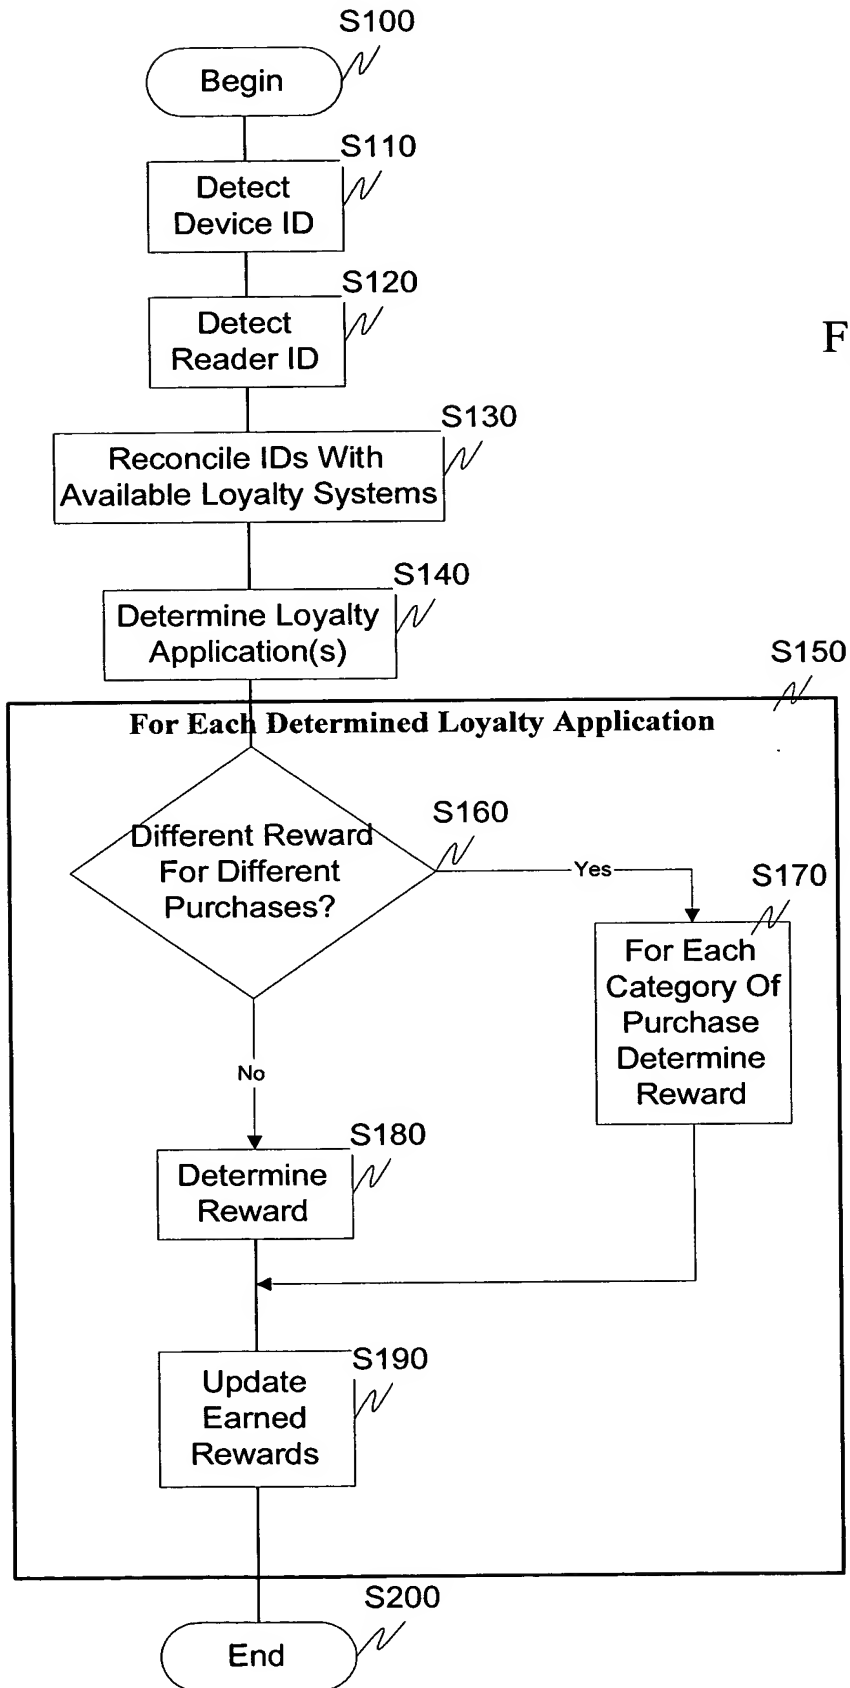 S100
Begin
S110
Detect
Device ID
S120
Detect
Reader ID
F
S130
Reconcile IDs With
Available Loyalty Systems
S140
Determine Loyalty
Application(s)
S150
For Each Determined Loyalty Application
S160
Different Reward
For Different
Purchases?
Yes
S170
For Each
Category Of
Purchase
Determine
Reward
No
S180
Determine
Reward
S190
Update
Earned
Rewards
S200
End